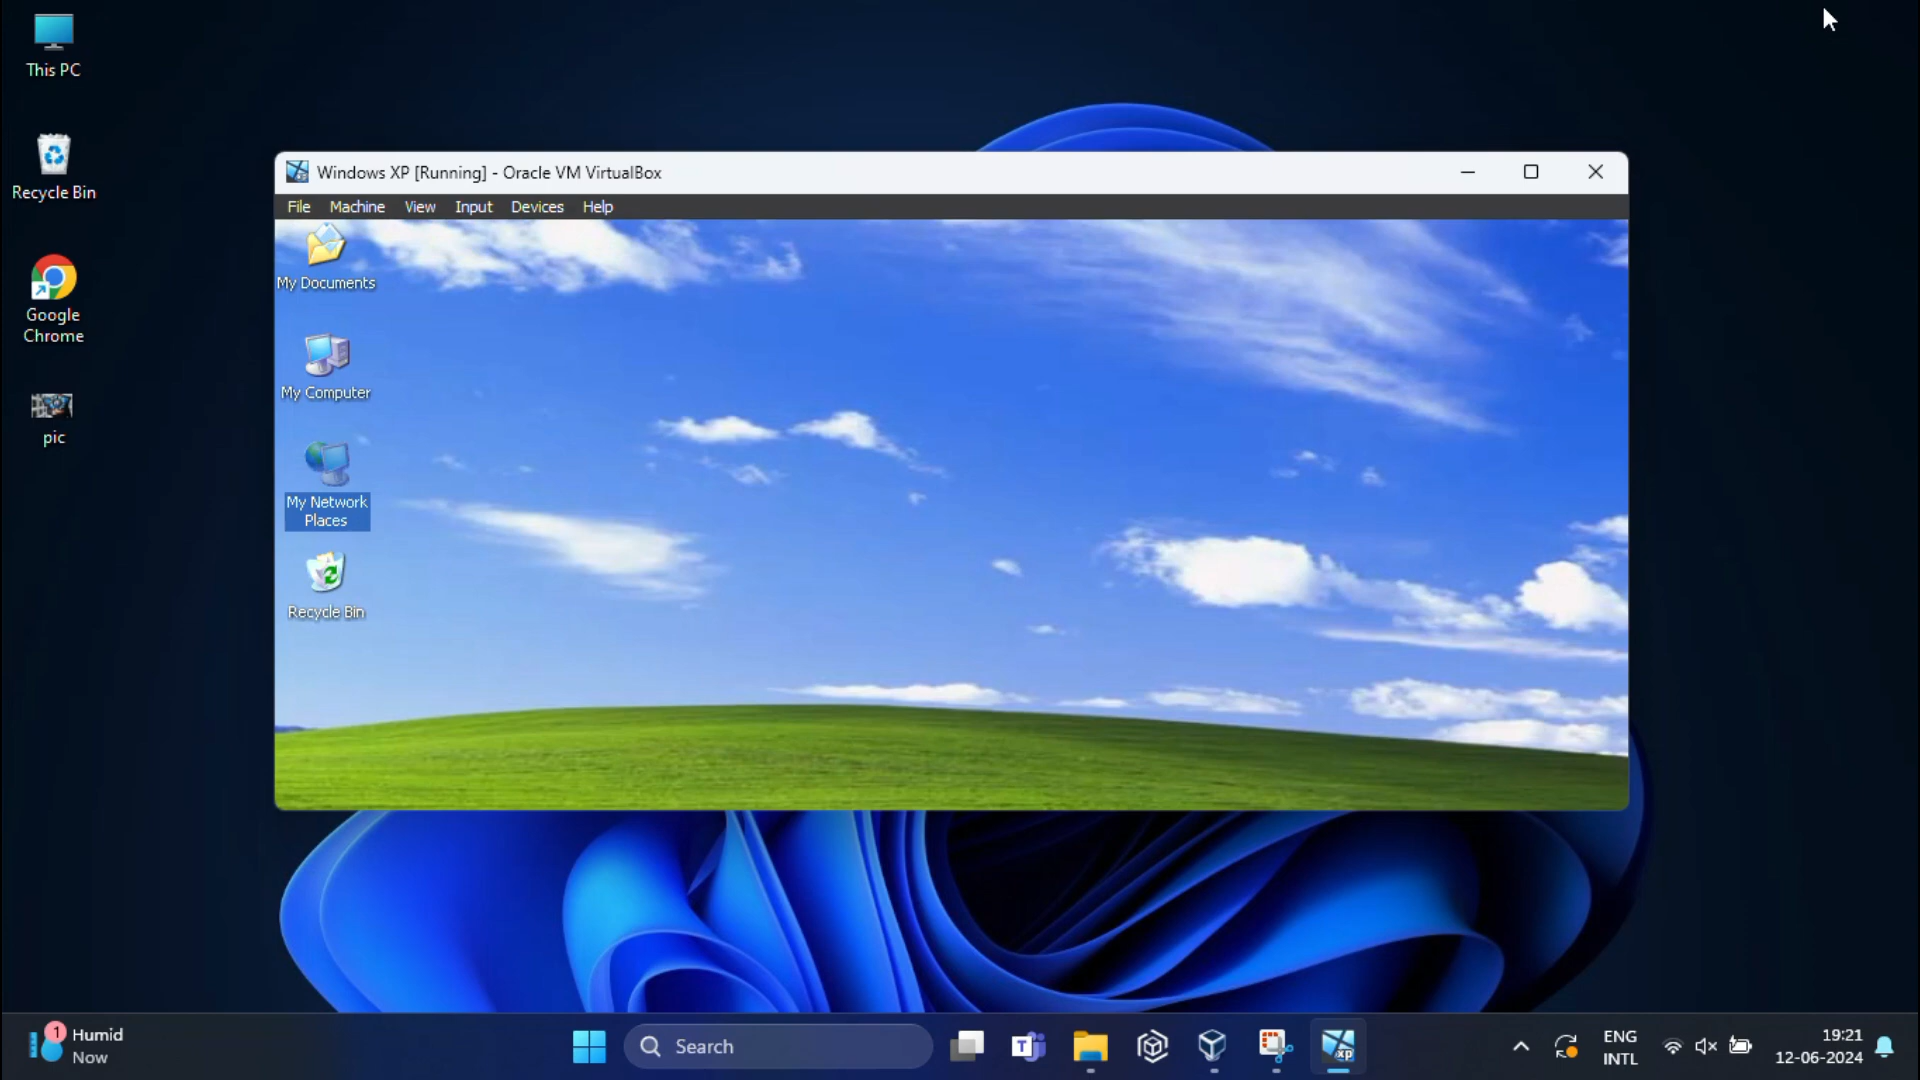 This PC
Recycle Bin
Google
Chrome
pic
Windows XP [Running] - Oracle VM VirtualBox
File Machine View Input Devices Help
My Documents
My Computer
My Network
Places
Recycle Bin
1
Humid
Now
Search
T
xp
ENG
INTL
19:21
12-06-2024